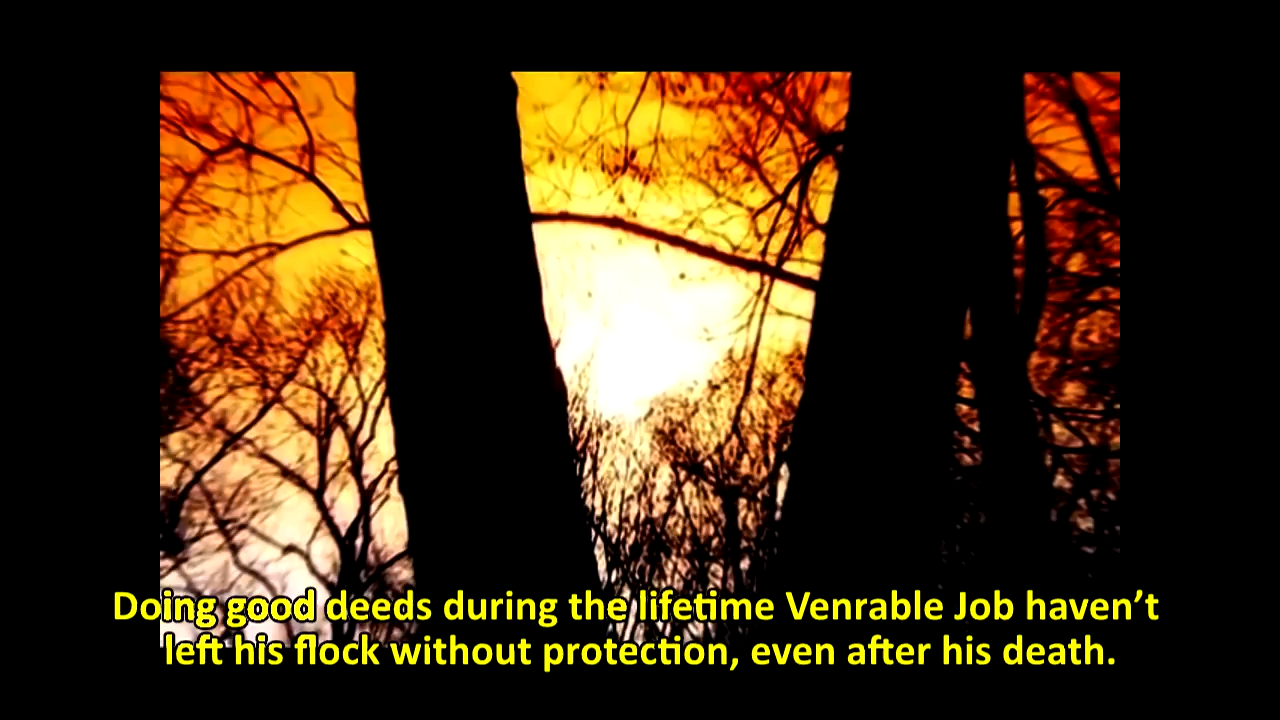 Doing good deeds during the lifetime Venrable Job haven’t
left his flock without protection, even after his death.